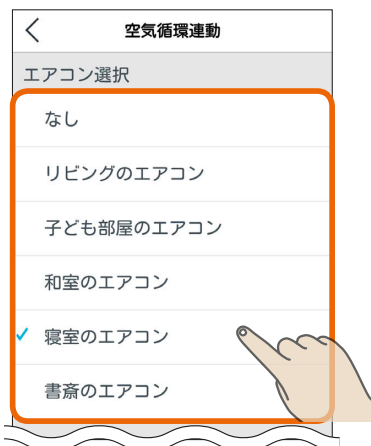 空気循環連動
エアコン選択
なし
リビングのエアコン
子ども部屋のエアコン
和室のエアコン
寝室のエアコン
書斎のエアコン